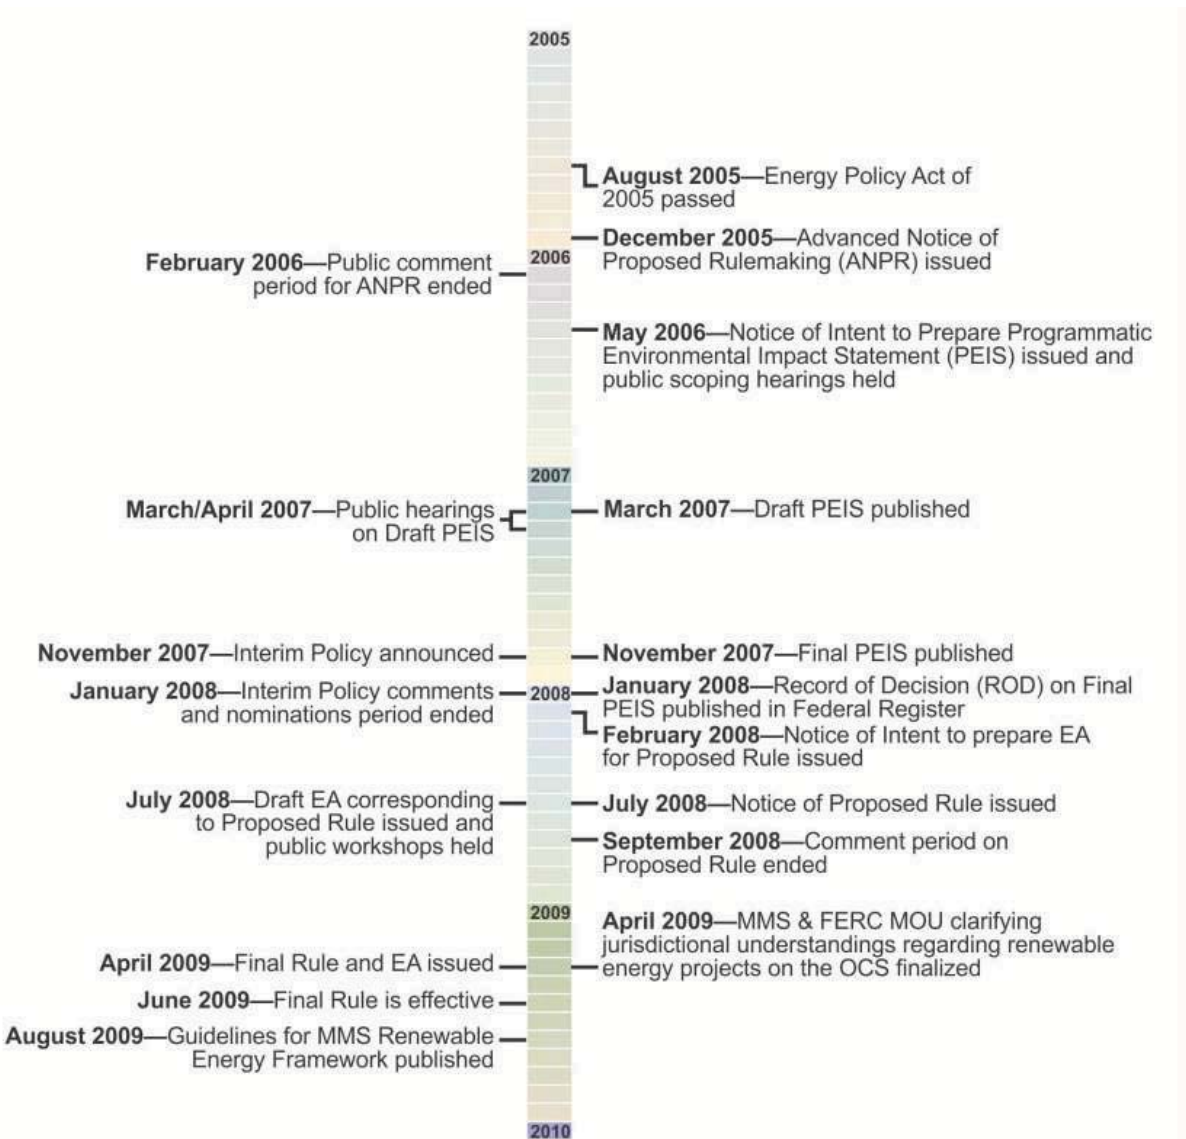 2005
August 2005—Energy Policy Act of
2005 passed
December 2005—Advanced Notice of
Proposed Rulemaking (ANPR) issued
2006
February 2006—Public comment
period for ANPR ended
May 2006—Notice of Intent to Prepare Programmatic
Environmental Impact Statement (PEIS) issued and
public scoping hearings held
2007
March/April 2007—Public hearings
on Draft PEIS
March 2007—Draft PEIS published
November 2007—Interim Policy announced
November 2007—Final PEIS published
January 2008—Interim Policy comments
and nominations period ended
2008
January 2008—Record of Decision (ROD) on Final
PEIS published in Federal Register
February 2008—Notice of Intent to prepare EA
for Proposed Rule issued
July 2008—Draft EA corresponding
to Proposed Rule issued and
public workshops held
July 2008—Notice of Proposed Rule issued
September 2008—Comment period on
Proposed Rule ended
2009
April 2009—MMS & FERC MOU clarifying
jurisdictional understandings regarding renewable
energy projects on the OCS finalized
April 2009—Final Rule and EA issued
June 2009—Final Rule is effective
August 2009—Guidelines for MMS Renewable
Energy Framework published
2010